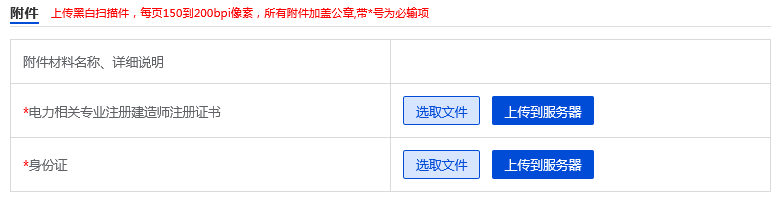 附件 上传黑白扫描件，每页150到200bpi像素，所有附件加盖公章,带*号为必输项
附件材料名称、详细说明
*电力相关专业注册建造师注册证书 选取文件 上传到服务器
*身份证 选取文件 上传到服务器